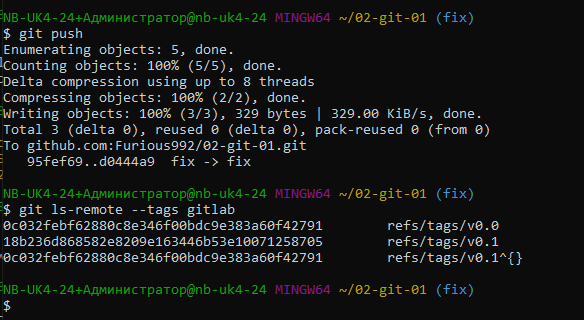 NB-UK4-24+Администратор@nb-uk4-24 MINGW64 ~/02-git-01 (fix)
$ git push
Enumerating objects: 5, done.
Counting objects: 100% (5/5), done.
Delta compression using up to 8 threads
Compressing objects: 100% (2/2), done.
Writing objects: 100% (3/3), 329 bytes | 329.00 KiB/s, done.
Total 3 (delta 0), reused 0 (delta 0), pack-reused 0 (from 0)
To github.com:Furious992/02-git-01.git
   95fef69..d0444a9  fix -> fix

NB-UK4-24+Администратор@nb-uk4-24 MINGW64 ~/02-git-01 (fix)
$ git ls-remote --tags gitlab
0c032febf62880c8e346f00bdc9e383a60f42791        refs/tags/v0.0
18b236d868582e8209e163446b53e10071258705        refs/tags/v0.1
0c032febf62880c8e346f00bdc9e383a60f42791        refs/tags/v0.1^{}

NB-UK4-24+Администратор@nb-uk4-24 MINGW64 ~/02-git-01 (fix)
$